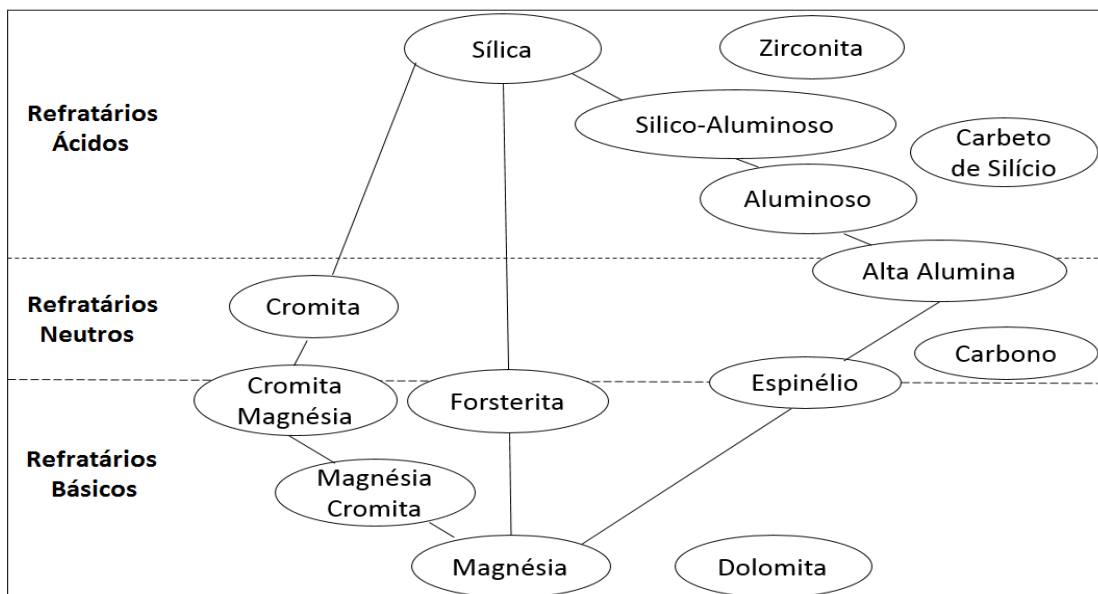 Sílica
Zirconita
Refratários
Ácidos
Silico-Aluminoso
Carbeto
de Silício
Aluminoso
Alta Alumina
Refratários
Neutros
Cromita
Carbono
Cromita
Magnésia
Forsterita
Espinélio
Refratários
Básicos
Magnésia
Cromita
Magnésia
Dolomita